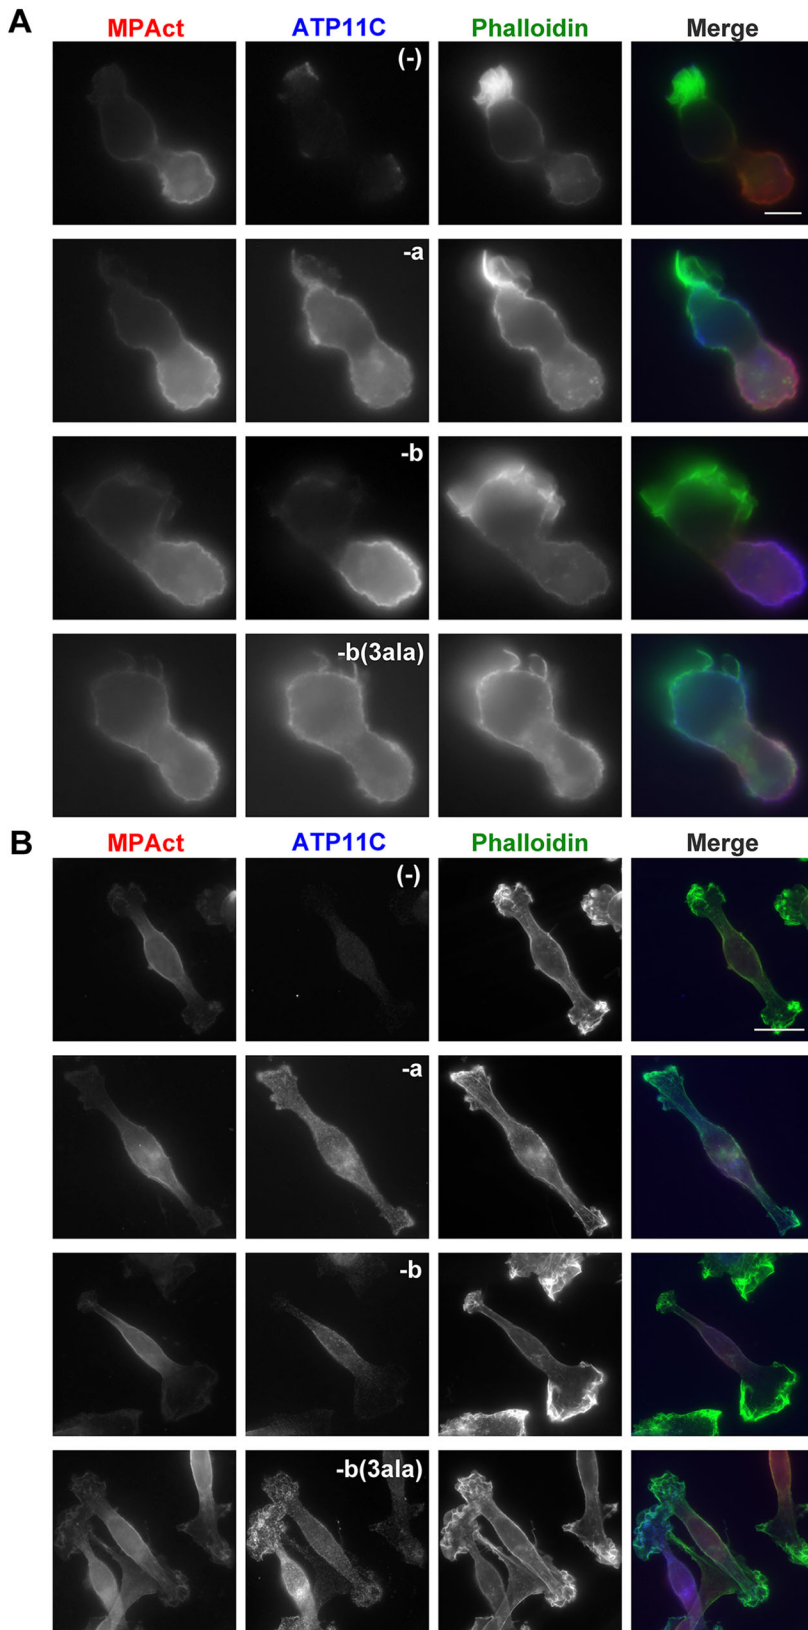 A
MPAct ATP11C Phalloidin Merge
(-)
-a
-b
-b(3ala)
B
MPAct ATP11C Phalloidin Merge
(-)
-a
-b
-b(3ala)